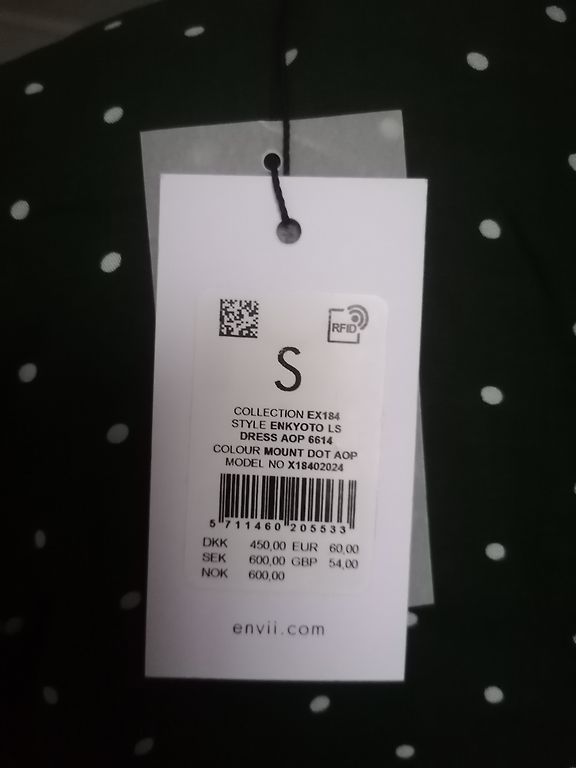 RFID
S
COLLECTION EX184
STYLE ENKYOTO LS
DRESS AOP 6614
COLOUR MOUNT DOT AOP
MODEL NO X18402024
5 711460 205533
DKK 450,00 EUR 60,00
SEK 600,00 GBP 54,00
NOK 600,00
envii.com